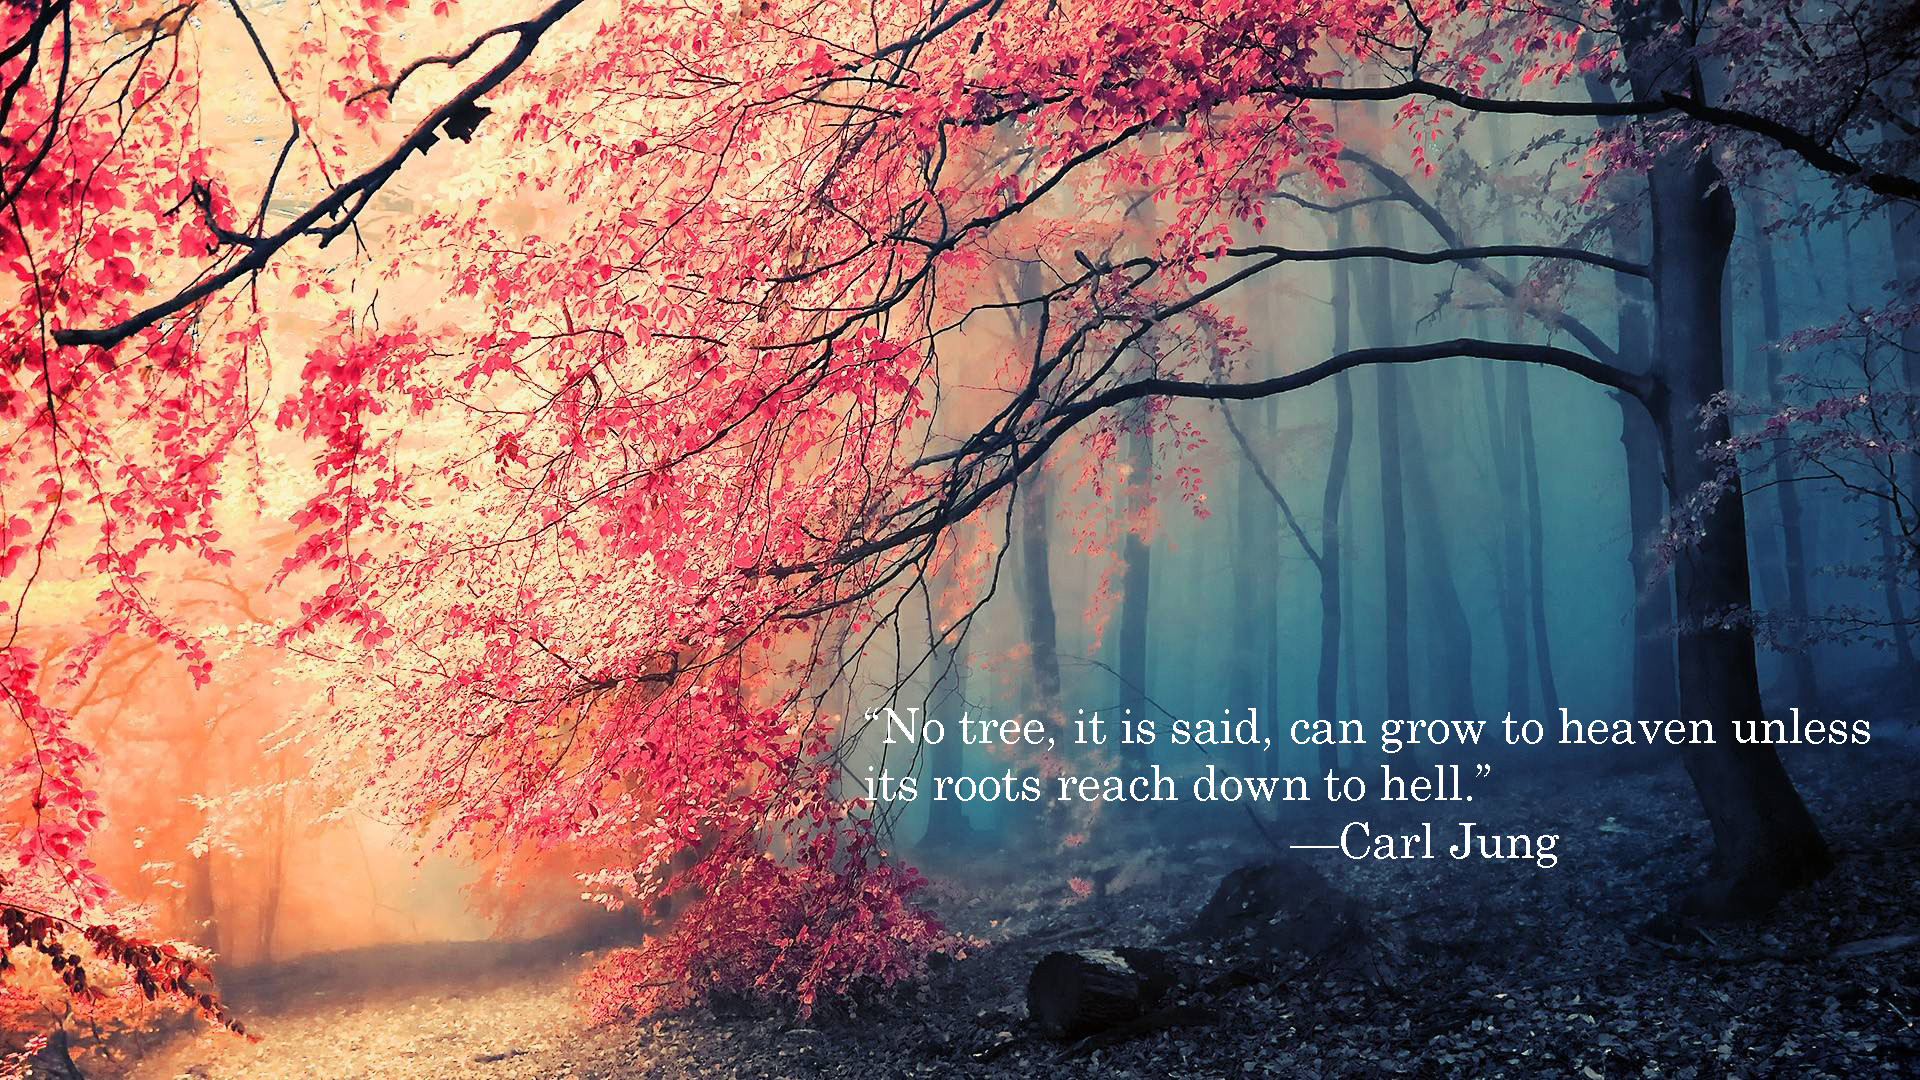 “No tree, it is said, can grow to heaven unless
its roots reach down to hell.”
—Carl Jung